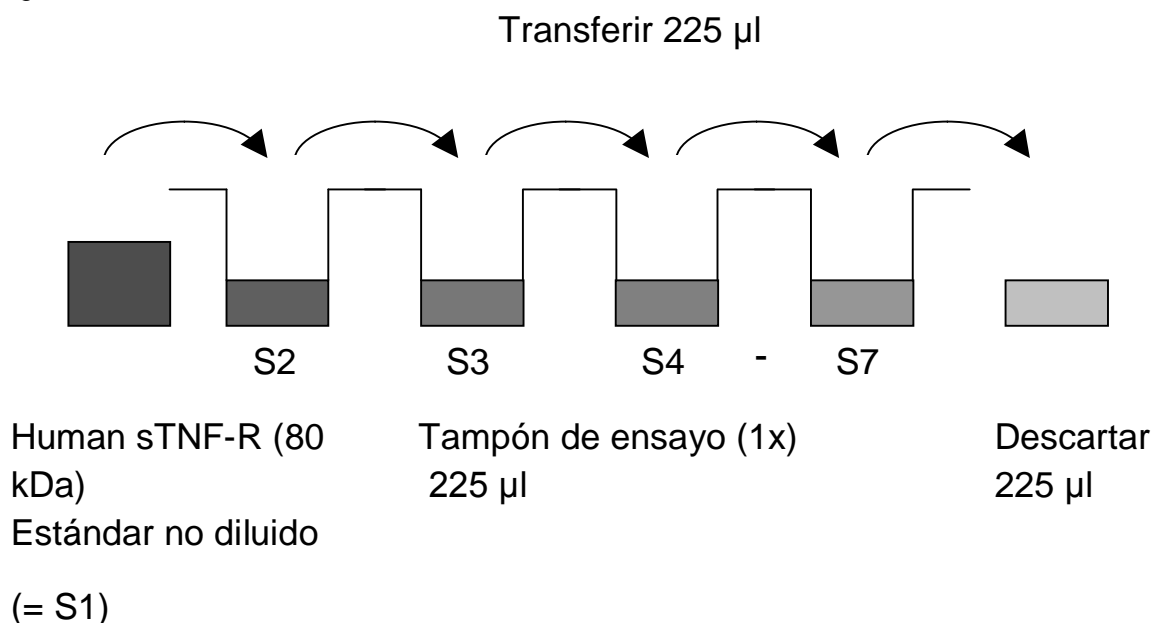 Transferir 225 µl
S2 S3 S4 - S7
Human sTNF-R (80
kDa)
Estándar no diluido
(= S1)
Tampón de ensayo (1x)
225 µl
Descartar
225 µl